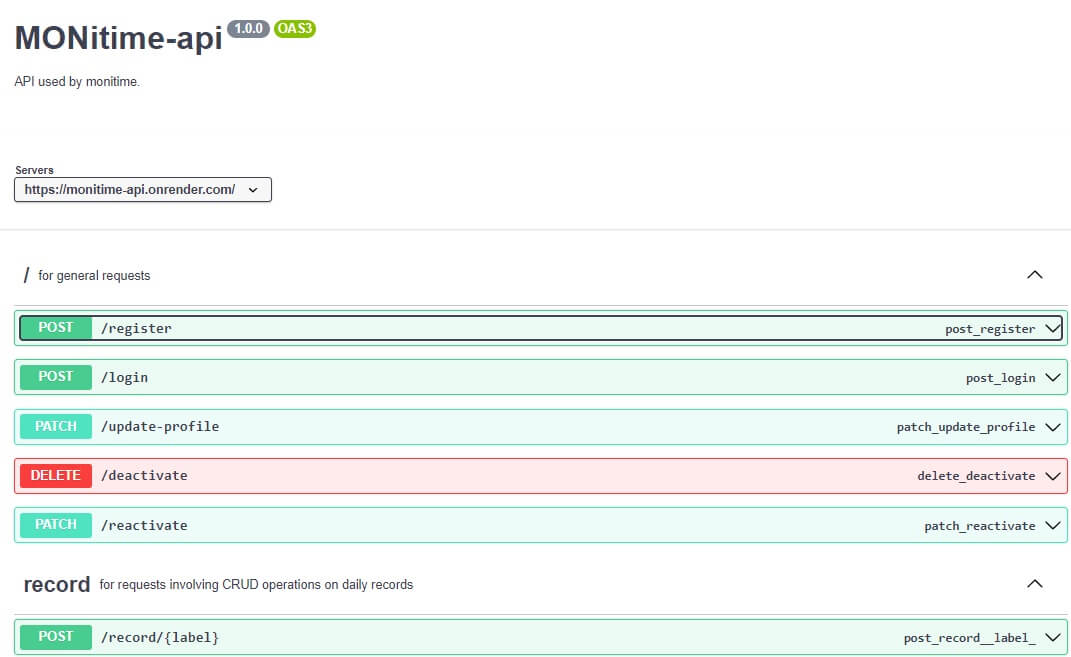 MONitime-api 1.0.0 OAS3
API used by monitime.
Servers
https://monitime-api.onrender.com/
/ for general requests
POST /register post_register
POST /login post_login
PATCH /update-profile patch_update_profile
DELETE /deactivate delete_deactivate
PATCH /reactivate patch_reactivate
record for requests involving CRUD operations on daily records
POST /record/{label} post_record__label_